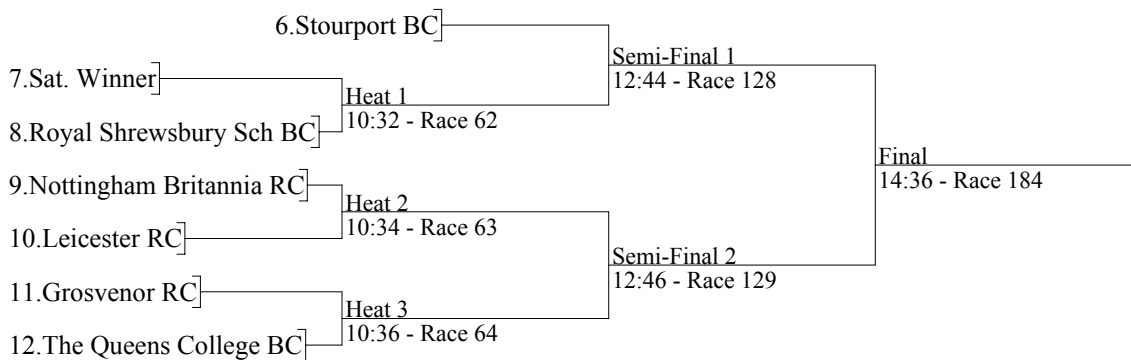 6.Stourport BC
Semi-Final 1
12:44 - Race 128
7.Sat. Winner
Heat 1
10:32 - Race 62
8.Royal Shrewsbury Sch BC
Final
14:36 - Race 184
9.Nottingham Britannia RC
Heat 2
10:34 - Race 63
10.Leicester RC
Semi-Final 2
12:46 - Race 129
11.Grosvenor RC
Heat 3
10:36 - Race 64
12.The Queens College BC